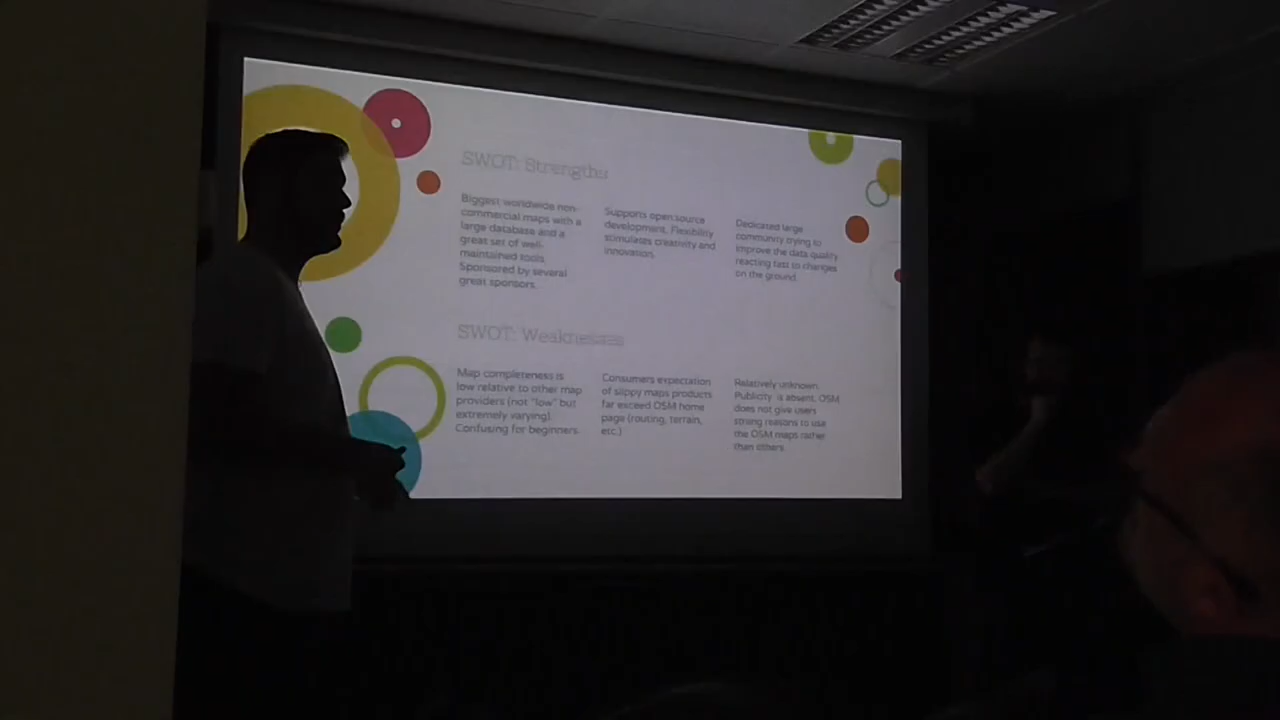 SWOT: Strengths
Biggest worldwide non-
commercial maps with a
large database and a
great set of well-
maintained tools.
Sponsored by several
great sponsors.
Supports open source
development. Flexibility
stimulates creativity and
innovation.
Dedicated large
community trying to
improve the data quality
reacting fast to changes
on the ground.
SWOT: Weaknesses
Map completeness is
low relative to other map
providers (not "low" but
extremely varying).
Confusing for beginners.
Consumers expectation
of slippy maps products
far exceed OSM home
page (routing, terrain,
etc.)
Relatively unknown.
Publicity is absent. OSM
does not give users
strong reasons to use
the OSM maps rather
than others.